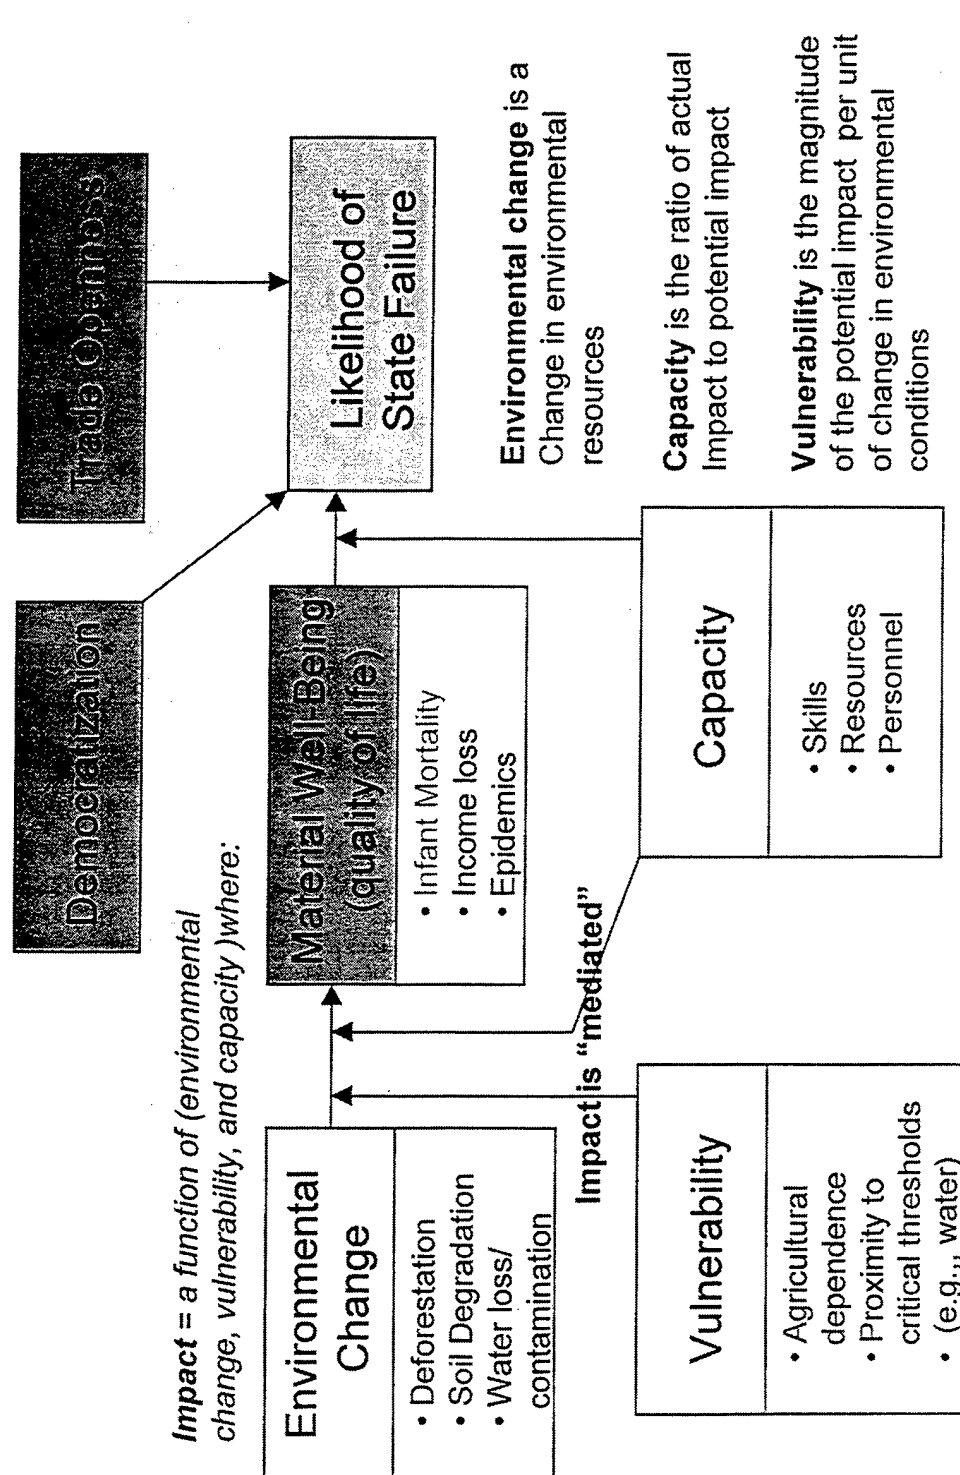 Democratization
Trade Openness
Impact = a function of (environmental
change, vulnerability, and capacity )where:
Environmental
Change
• Deforestation
• Soil Degradation
• Water loss/
contamination
Material Well-Being
(quality of life)
• Infant Mortality
• Income loss
• Epidemics
Likelihood of
State Failure
Impact is “mediated”
Vulnerability
• Agricultural
dependence
• Proximity to
critical thresholds
• (e.g.,, water)
Capacity
• Skills
• Resources
• Personnel
Environmental change is a
Change in environmental
resources
Capacity is the ratio of actual
Impact to potential impact
Vulnerability is the magnitude
of the potential impact per unit
of change in environmental
conditions